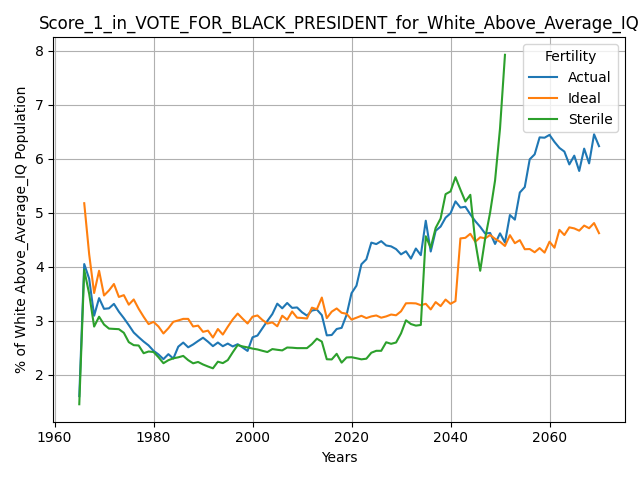 Score_1_in_VOTE_FOR_BLACK_PRESIDENT_for_White_Above_Average_IQ
% of White Above_Average_IQ Population
8
7
6
5
4
3
2
Fertility
Actual
Ideal
Sterile
1960
1980
2000
2020
2040
2060
Years